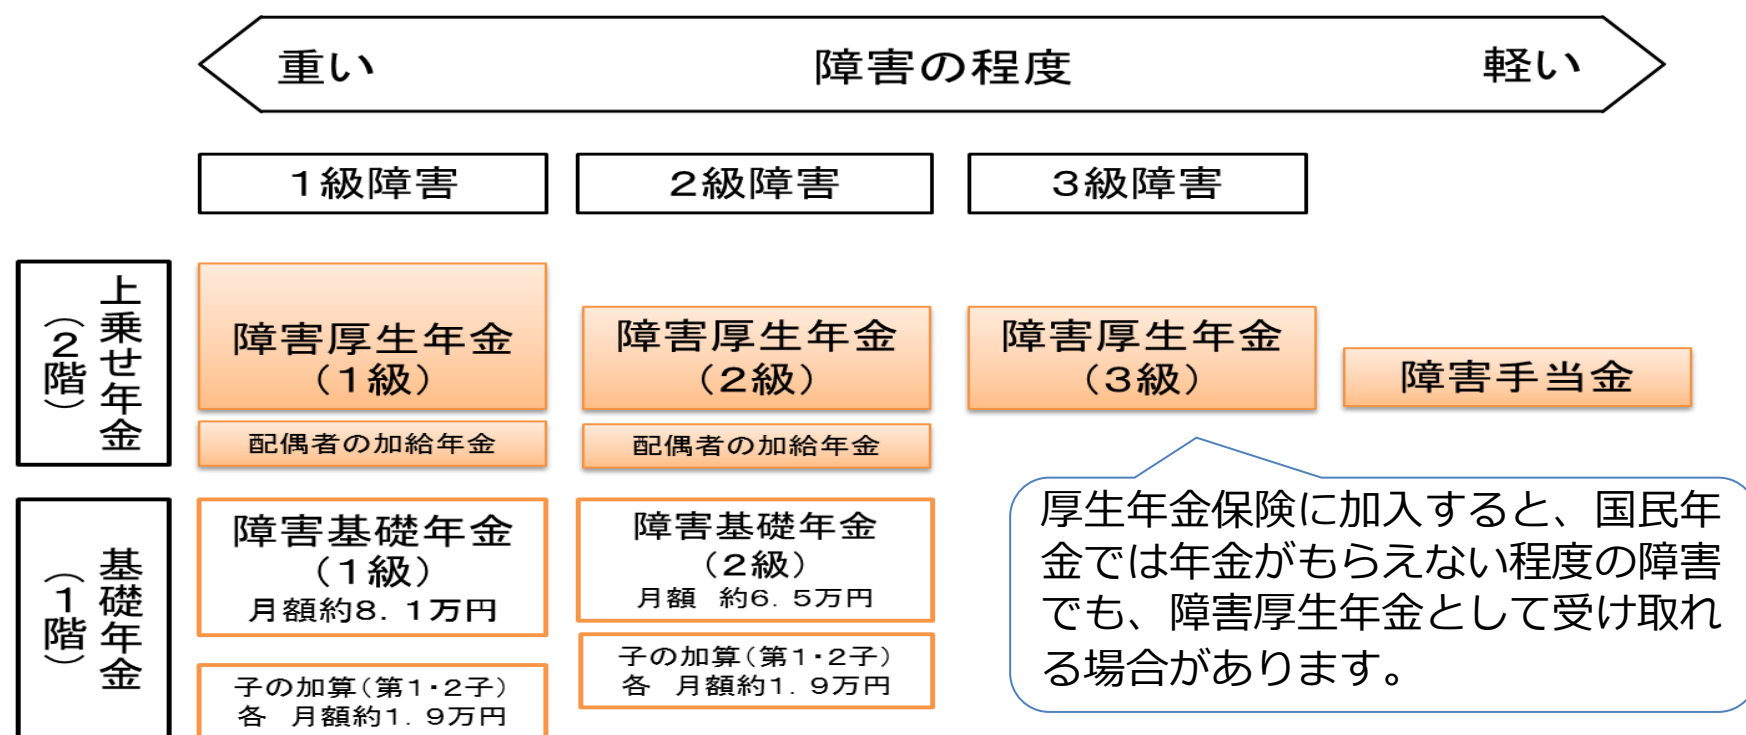 重い 障害の程度 軽い
1級障害 2級障害 3級障害
上乗せ年金
(2階)
障害厚生年金
(1級)
配偶者の加給年金
障害厚生年金
(2級)
配偶者の加給年金
障害厚生年金
(3級)
障害手当金
基礎年金
(1階)
障害基礎年金
(1級)
月額約8.1万円
子の加算(第1・2子)
各 月額約1.9万円
障害基礎年金
(2級)
月額 約6.5万円
子の加算(第1・2子)
各 月額約1.9万円
厚生年金保険に加入すると、国民年
金では年金がもらえない程度の障害
でも、障害厚生年金として受け取れ
る場合があります。